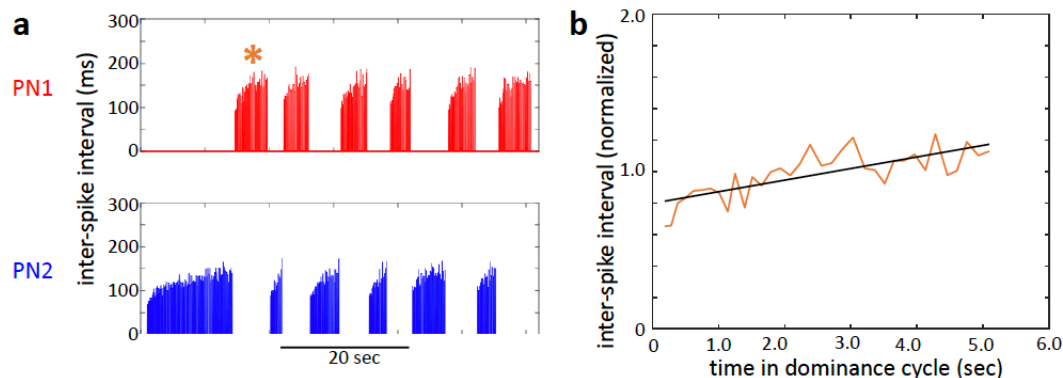 a
300
200
100
0
PN1
*
300
200
100
0
PN2
inter-spike interval (ms)
20 sec
b
2.0
1.0
0
inter-spike interval (normalized)
0 1.0 2.0 3.0 4.0 5.0 6.0
time in dominance cycle (sec)